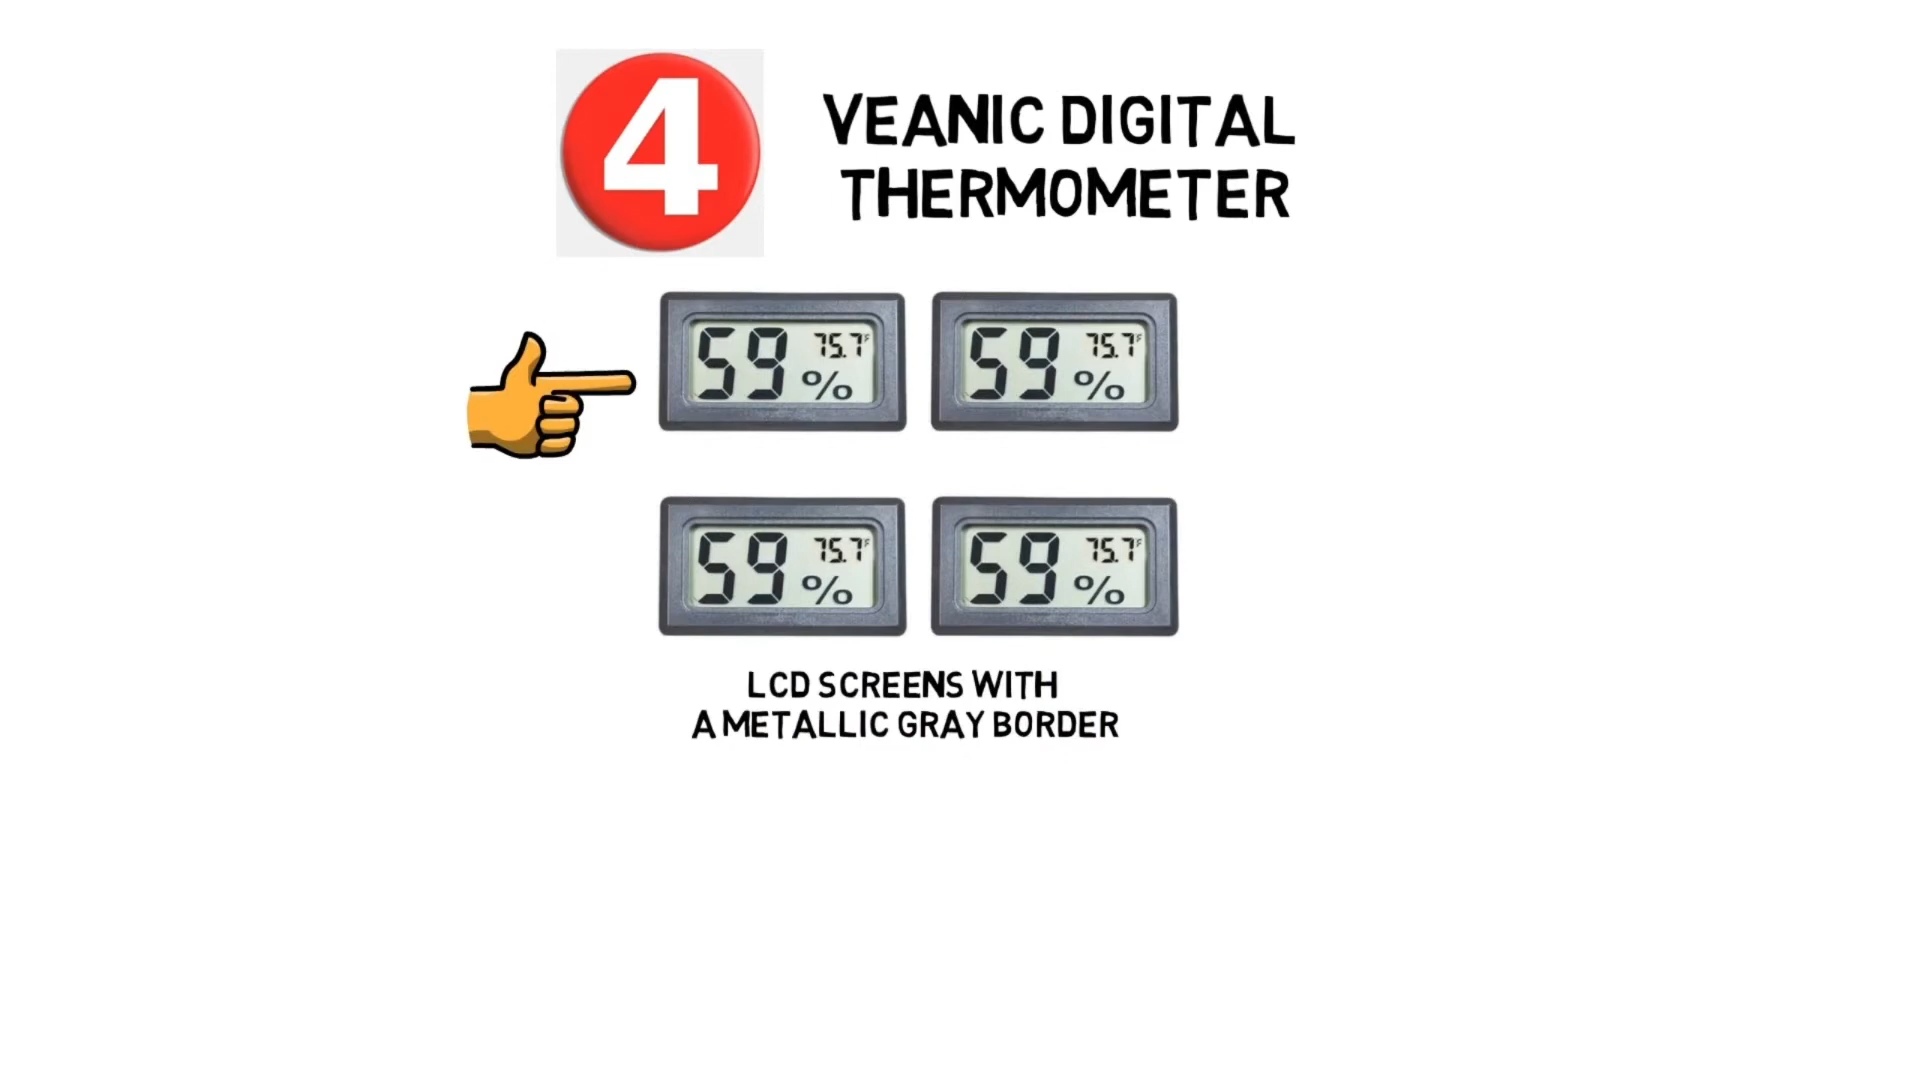 4
VEANIC DIGITAL
THERMOMETER
59 75.7°F %
59 75.7°F %
59 75.7°F %
59 75.7°F %
LCD SCREENS WITH
A METALLIC GRAY BORDER